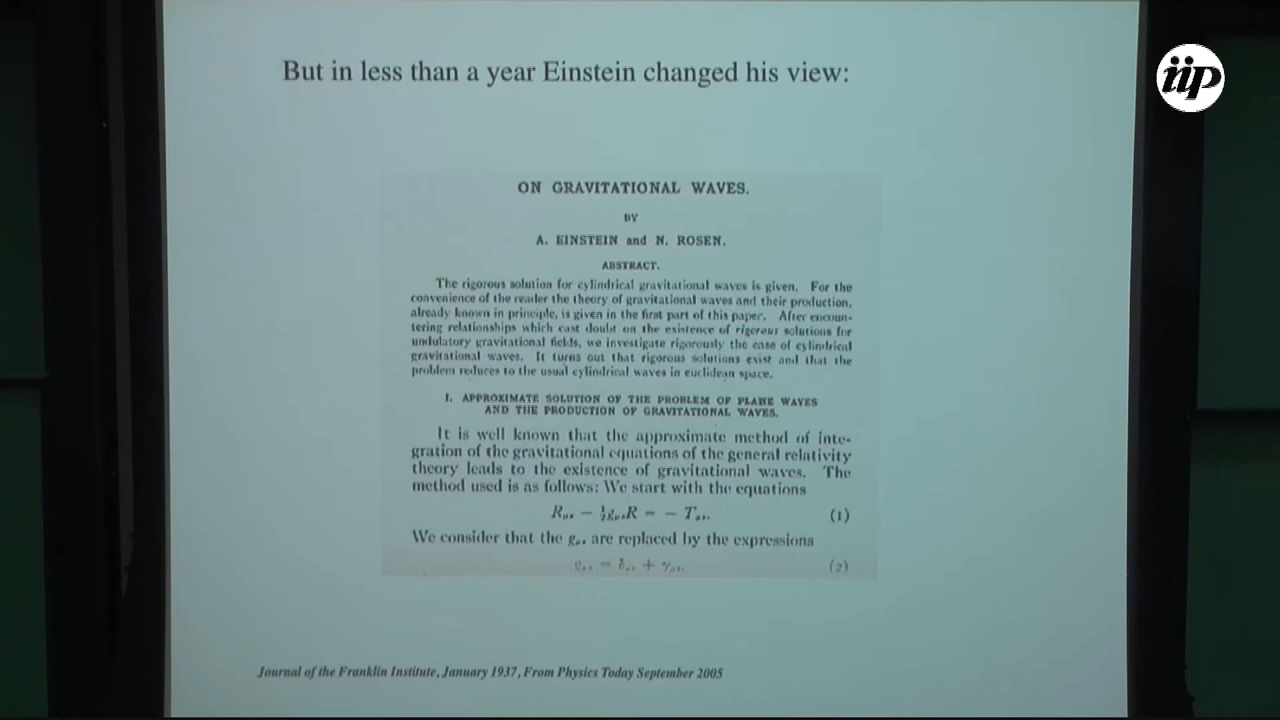 iip
But in less than a year Einstein changed his view:
ON GRAVITATIONAL WAVES.
BY
A. EINSTEIN and N. ROSEN.
ABSTRACT.
The rigorous solution for cylindrical gravitational waves is given. For the
convenience of the reader the theory of gravitational waves and their production,
already known in principle, is given in the first part of this paper. After encoun-
tering relationships which cast doubt on the existence of rigorous solutions for
undulatory gravitational fields, we investigate rigorously the case of cylindrical
gravitational waves. It turns out that rigorous solutions exist and that the
problem reduces to the usual cylindrical waves in euclidean space.
I. APPROXIMATE SOLUTION OF THE PROBLEM OF PLANE WAVES
AND THE PRODUCTION OF GRAVITATIONAL WAVES.
It is well known that the approximate method of inte-
gration of the gravitational equations of the general relativity
theory leads to the existence of gravitational waves. The
method used is as follows: We start with the equations
(1)
We consider that the are replaced by the expressions
(2)
Journal of the Franklin Institute, January 1937, From Physics Today September 2005